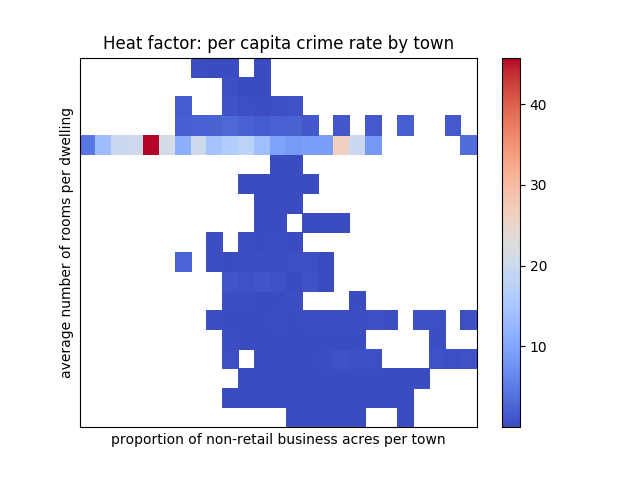 Heat factor: per capita crime rate by town
average number of rooms per dwelling
proportion of non-retail business acres per town
40
30
20
10